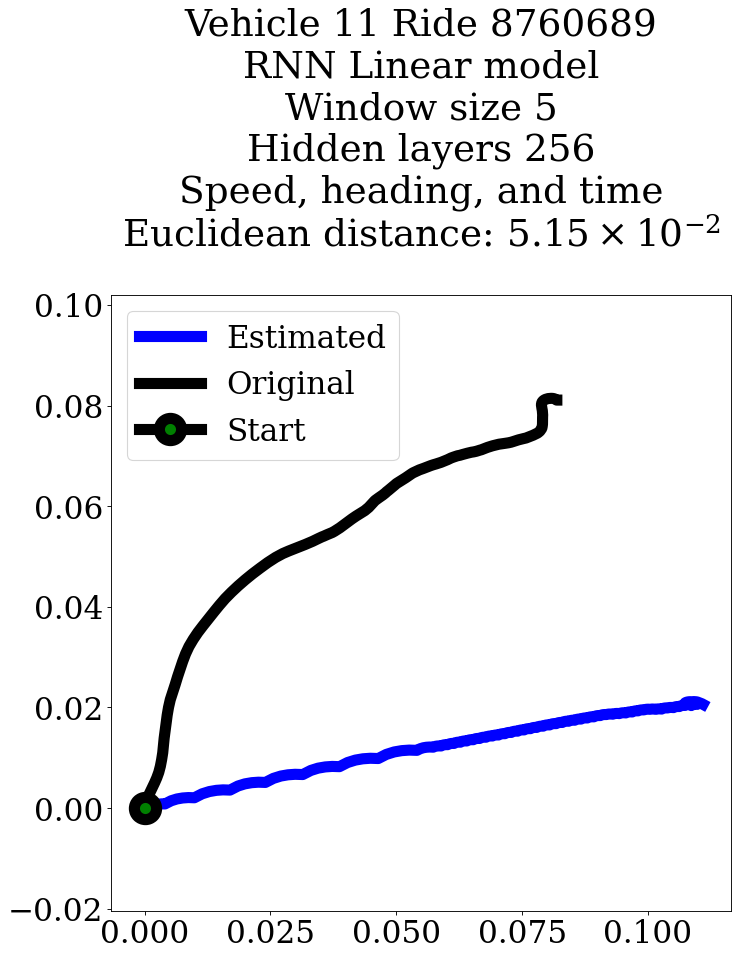 Vehicle 11 Ride 8760689
RNN Linear model
Window size 5
Hidden layers 256
Speed, heading, and time
Euclidean distance: 5.15 × 10⁻²
Estimated
Original
Start
0.10
0.08
0.06
0.04
0.02
0.00
−0.02
0.000 0.025 0.050 0.075 0.100